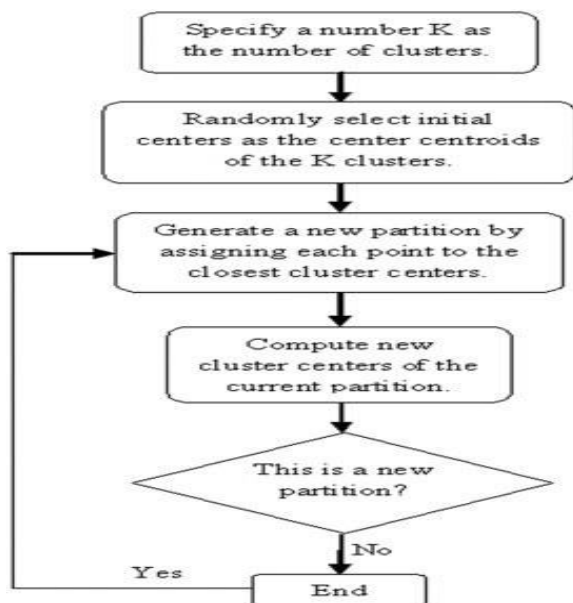 Specify a number K as
the number of clusters.
Randomly select initial
centers as the center centroids
of the K clusters.
Generate a new partition by
assigning each point to the
closest cluster centers.
Compute new
cluster centers of the
current partition.
This is a new
partition?
No
Yes
End